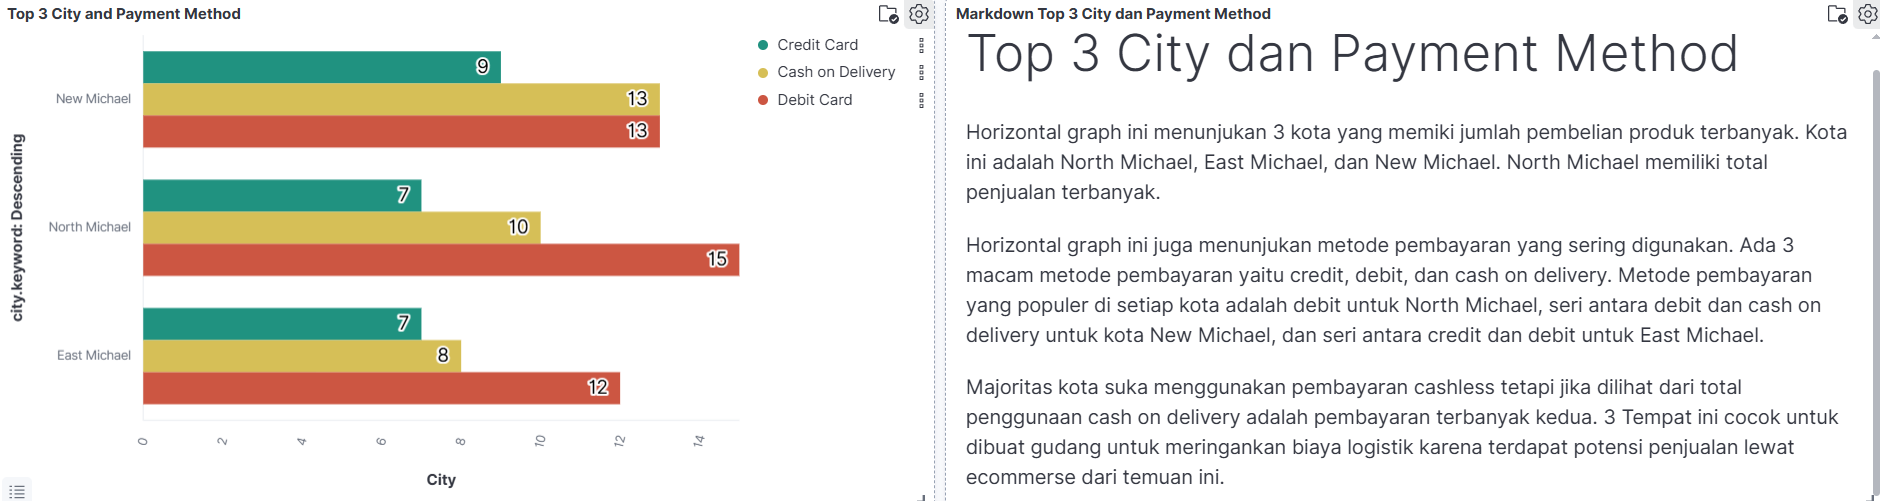 Top 3 City and Payment Method
Credit Card
Cash on Delivery
Debit Card
city.keyword: Descending
New Michael
9
13
13
North Michael
7
10
15
East Michael
7
8
12
0
2
4
6
8
10
12
14
City
Markdown Top 3 City dan Payment Method
Top 3 City dan Payment Method
Horizontal graph ini menunjukan 3 kota yang memiki jumlah pembelian produk terbanyak. Kota
ini adalah North Michael, East Michael, dan New Michael. North Michael memiliki total
penjualan terbanyak.
Horizontal graph ini juga menunjukan metode pembayaran yang sering digunakan. Ada 3
macam metode pembayaran yaitu credit, debit, dan cash on delivery. Metode pembayaran
yang populer di setiap kota adalah debit untuk North Michael, seri antara debit dan cash on
delivery untuk kota New Michael, dan seri antara credit dan debit untuk East Michael.
Majoritas kota suka menggunakan pembayaran cashless tetapi jika dilihat dari total
penggunaan cash on delivery adalah pembayaran terbanyak kedua. 3 Tempat ini cocok untuk
dibuat gudang untuk meringankan biaya logistik karena terdapat potensi penjualan lewat
ecommerse dari temuan ini.